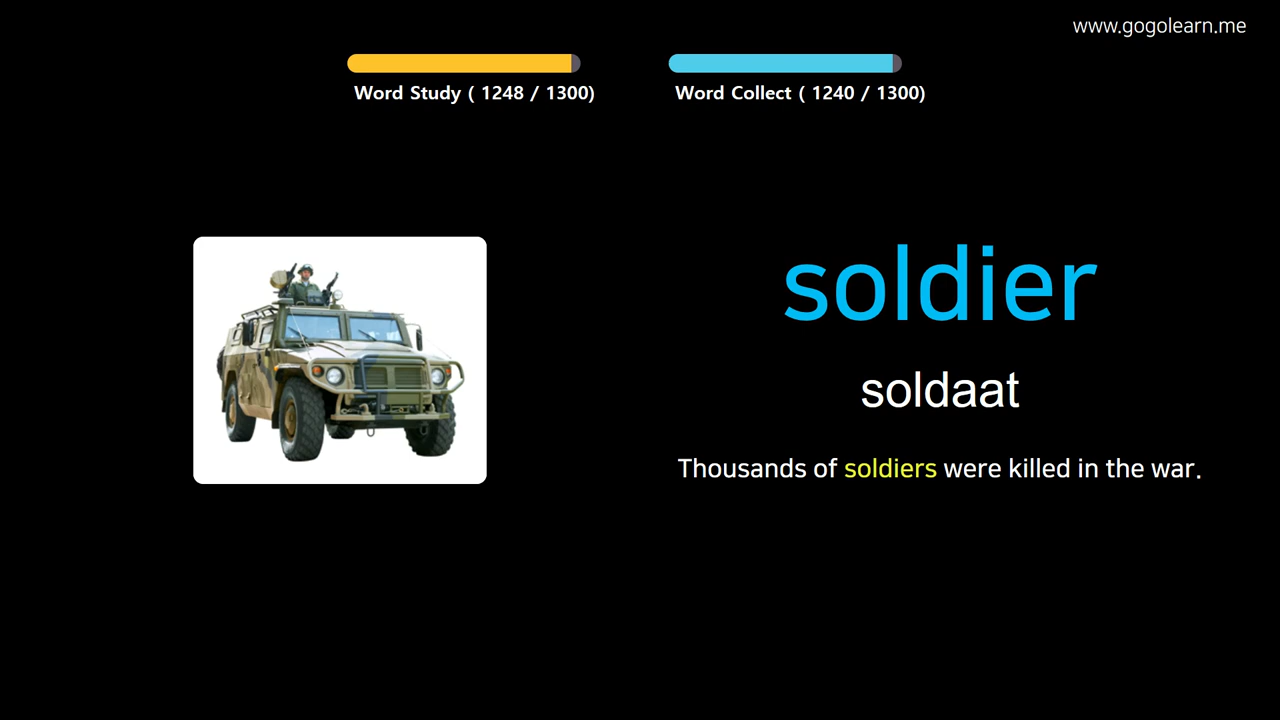 www.gogolearn.me
Word Study ( 1248 / 1300)
Word Collect ( 1240 / 1300)
soldier
soldaat
Thousands of soldiers were killed in the war.